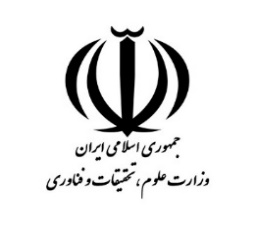 جمهوری اسلامی ایران
وزارت علوم، تحقیقات و فناوری